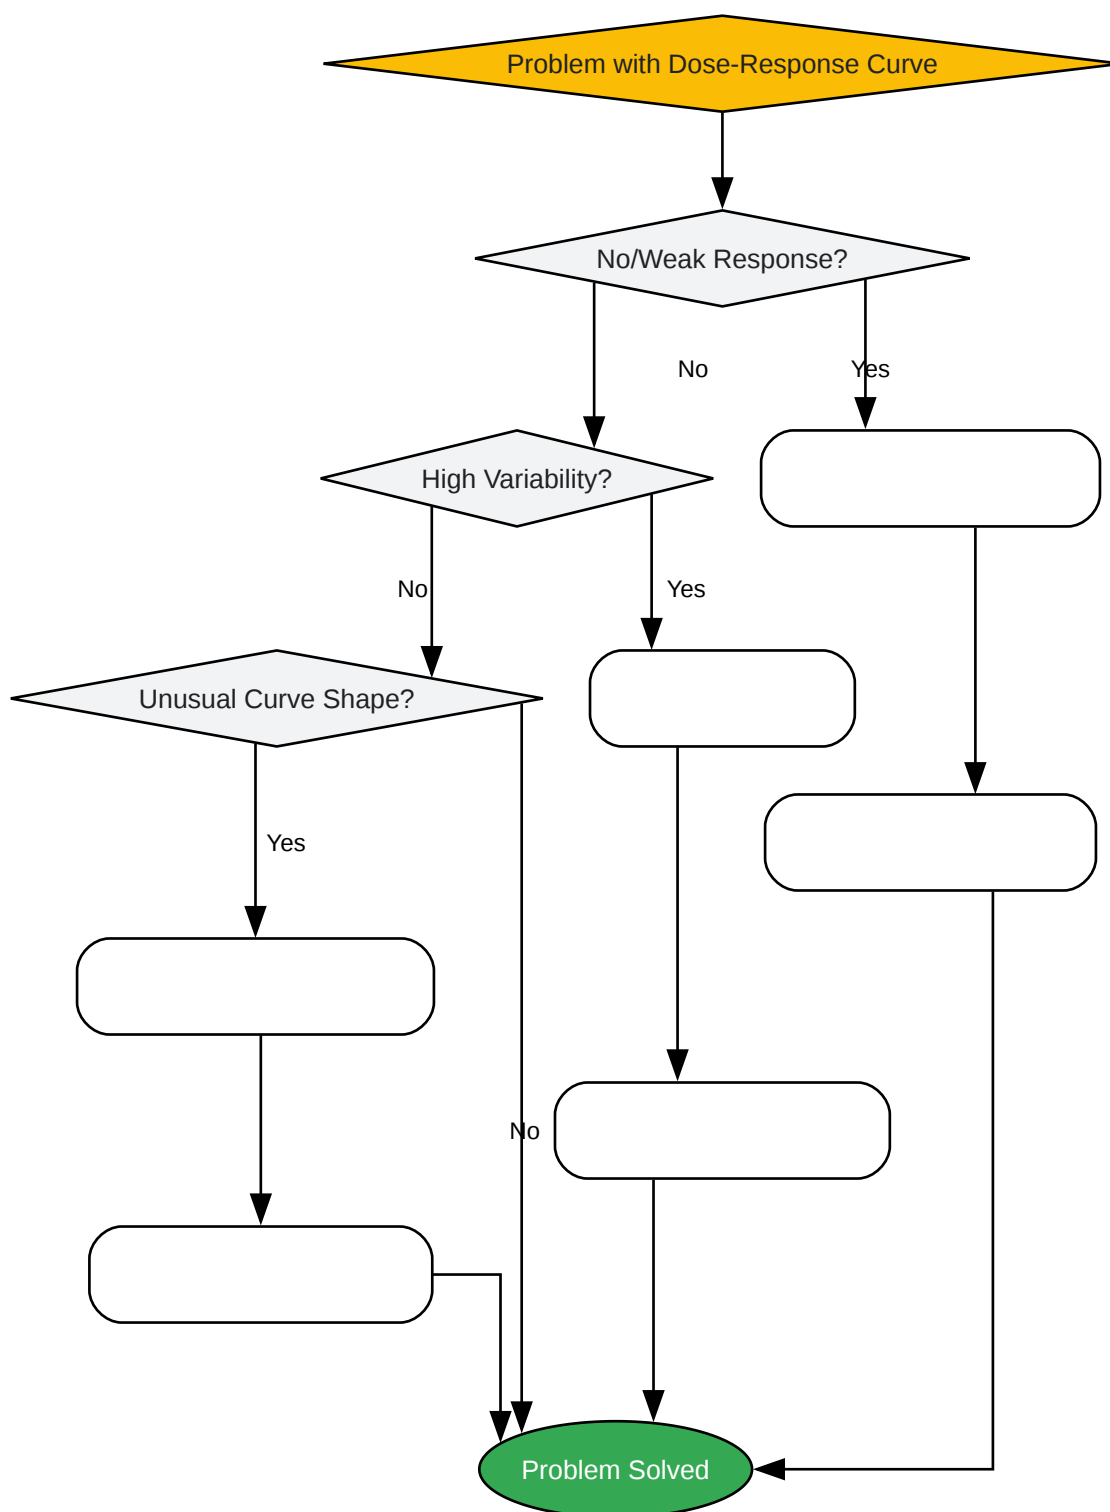 Problem with Dose-Response Curve
No/Weak Response?
No
Yes
High Variability?
No
Yes
Unusual Curve Shape?
Yes
No
Problem Solved